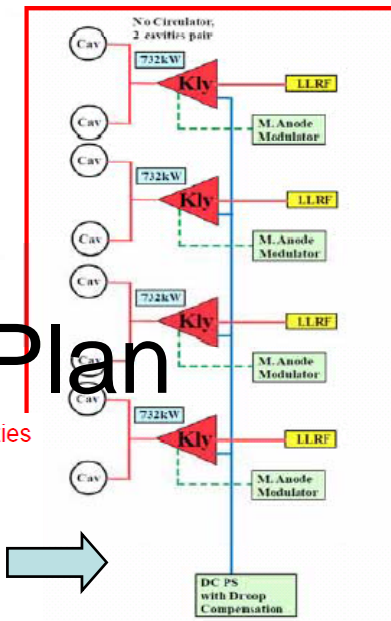 No Circulator,
2 cavities pair
Cav
732kW
Kly
LLRF
Cav
M. Anode
Modulator
Cav
732kW
Kly
LLRF
Cav
M. Anode
Modulator
Cav
732kW
Kly
LLRF
Plan
Cav
M. Anode
Modulator
Cav
732kW
ties
Kly
LLRF
Cav
M. Anode
Modulator
DC PS
with Droop
Compensation